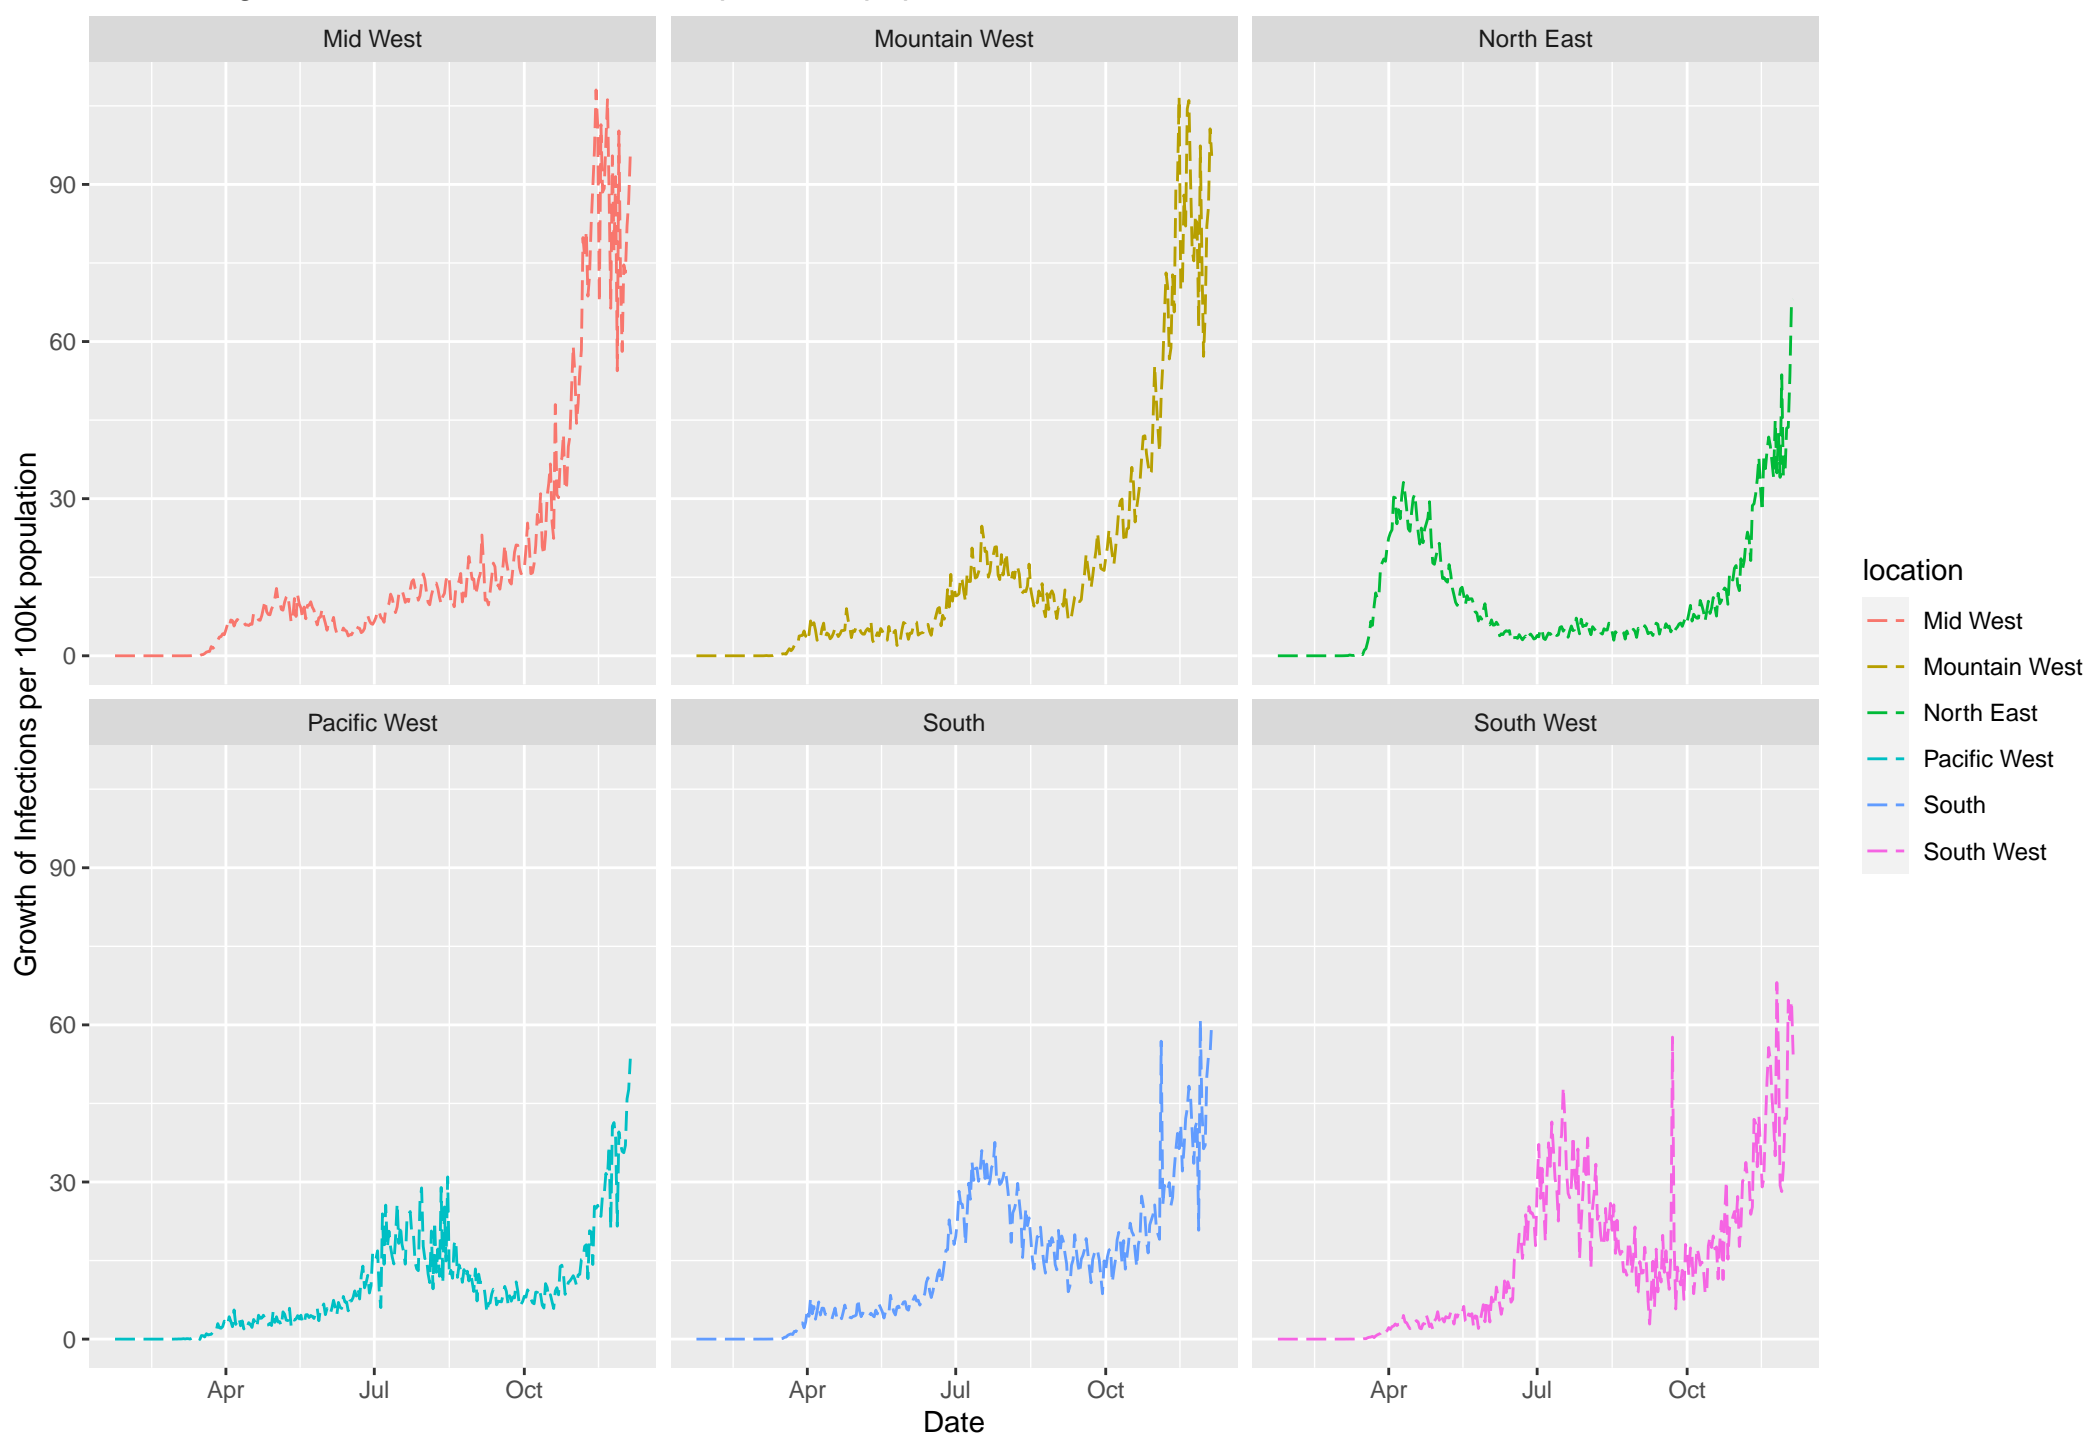 Mid West
Mountain West
North East
90
60
30
0
Pacific West
South
South West
90
60
30
0
Apr
Jul
Oct
Apr
Jul
Oct
Apr
Jul
Oct
Date
Growth of Infections per 100k population
location
Mid West
Mountain West
North East
Pacific West
South
South West